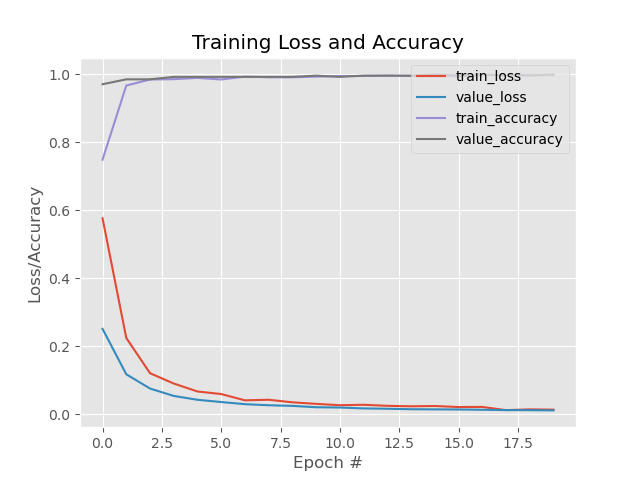 Training Loss and Accuracy
1.0
0.8
0.6
0.4
0.2
0.0
Loss/Accuracy
train_loss
value_loss
train_accuracy
value_accuracy
0.0 2.5 5.0 7.5 10.0 12.5 15.0 17.5
Epoch #